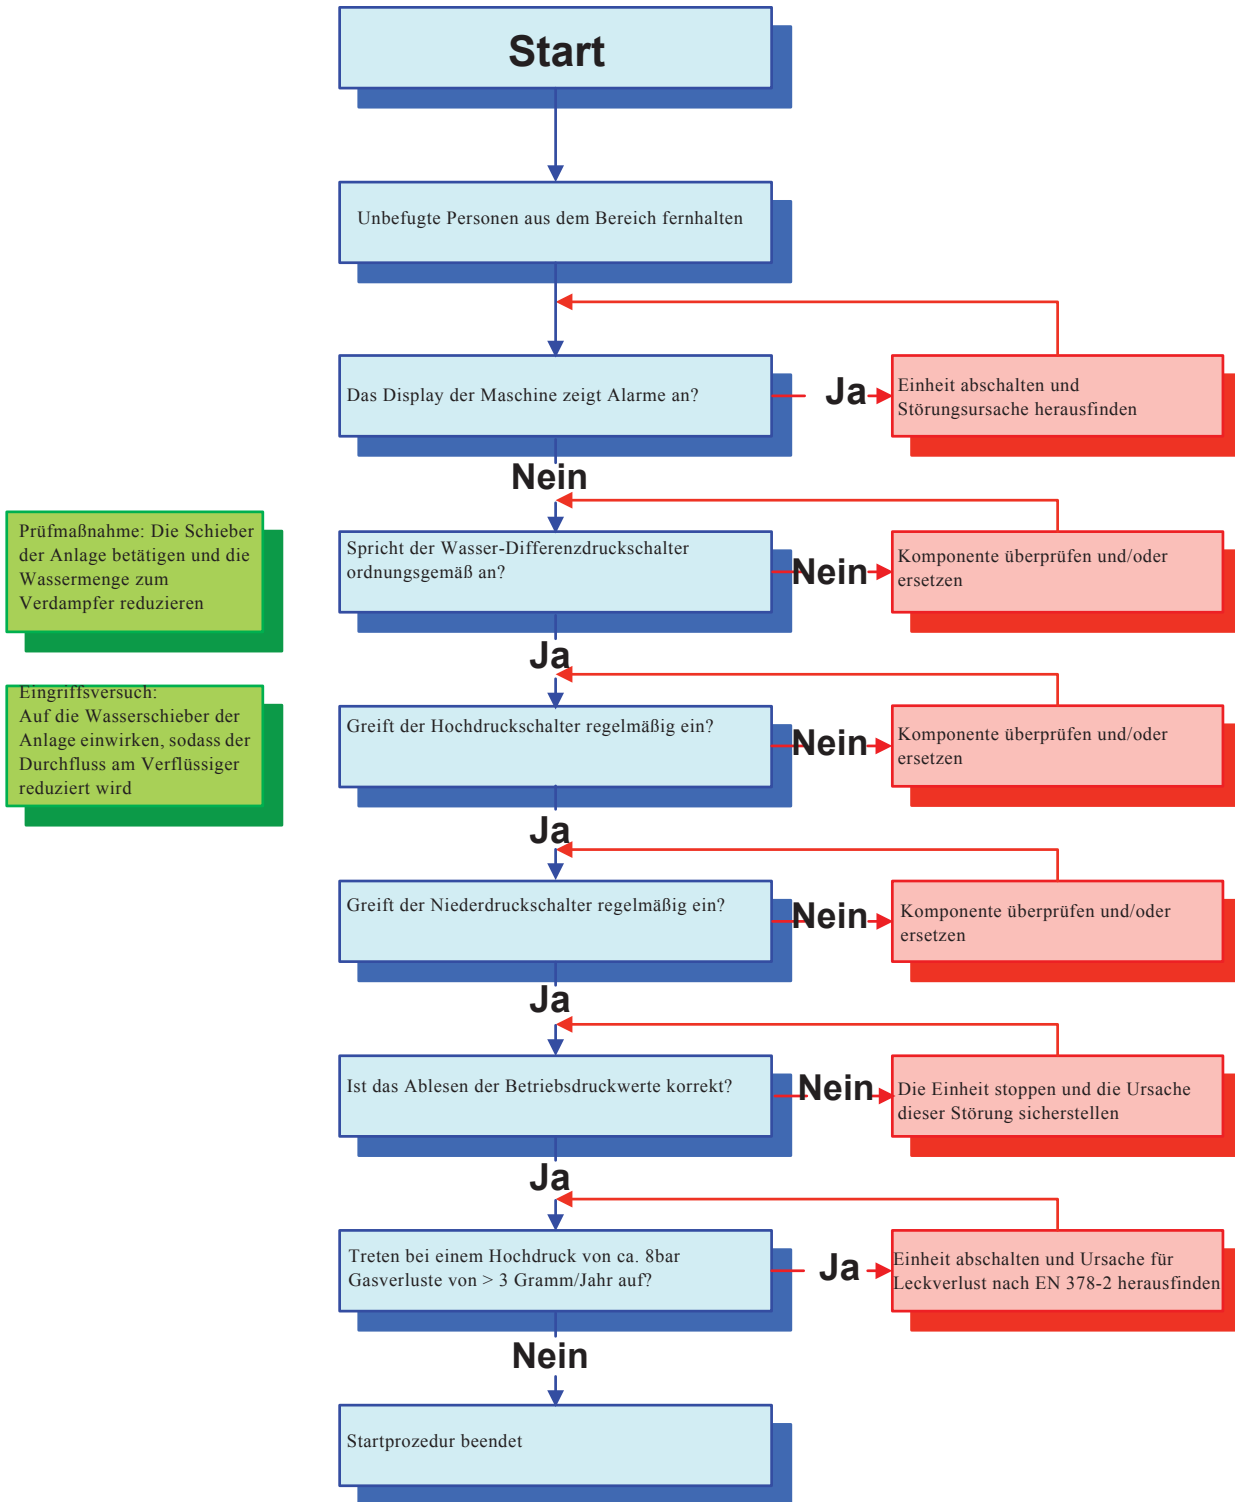 Start
Unbefugte Personen aus dem Bereich fernhalten
Das Display der Maschine zeigt Alarme an?
Ja
Einheit abschalten und
Störungsursache herausfinden
Nein
Prüfmaßnahme: Die Schieber
der Anlage betätigen und die
Wassermenge zum
Verdampfer reduzieren
Spricht der Wasser-Differenzdruckschalter
ordnungsgemäß an?
Nein
Komponente überprüfen und/oder
ersetzen
Ja
Eingriffsversuch:
Auf die Wasserschieber der
Anlage einwirken, sodass der
Durchfluss am Verflüssiger
reduziert wird
Greift der Hochdruckschalter regelmäßig ein?
Nein
Komponente überprüfen und/oder
ersetzen
Ja
Greift der Niederdruckschalter regelmäßig ein?
Nein
Komponente überprüfen und/oder
ersetzen
Ja
Ist das Ablesen der Betriebsdruckwerte korrekt?
Nein
Die Einheit stoppen und die Ursache
dieser Störung sicherstellen
Ja
Treten bei einem Hochdruck von ca. 8bar
Gasverluste von > 3 Gramm/Jahr auf?
Ja
Einheit abschalten und Ursache für
Leckverlust nach EN 378-2 herausfinden
Nein
Startprozedur beendet